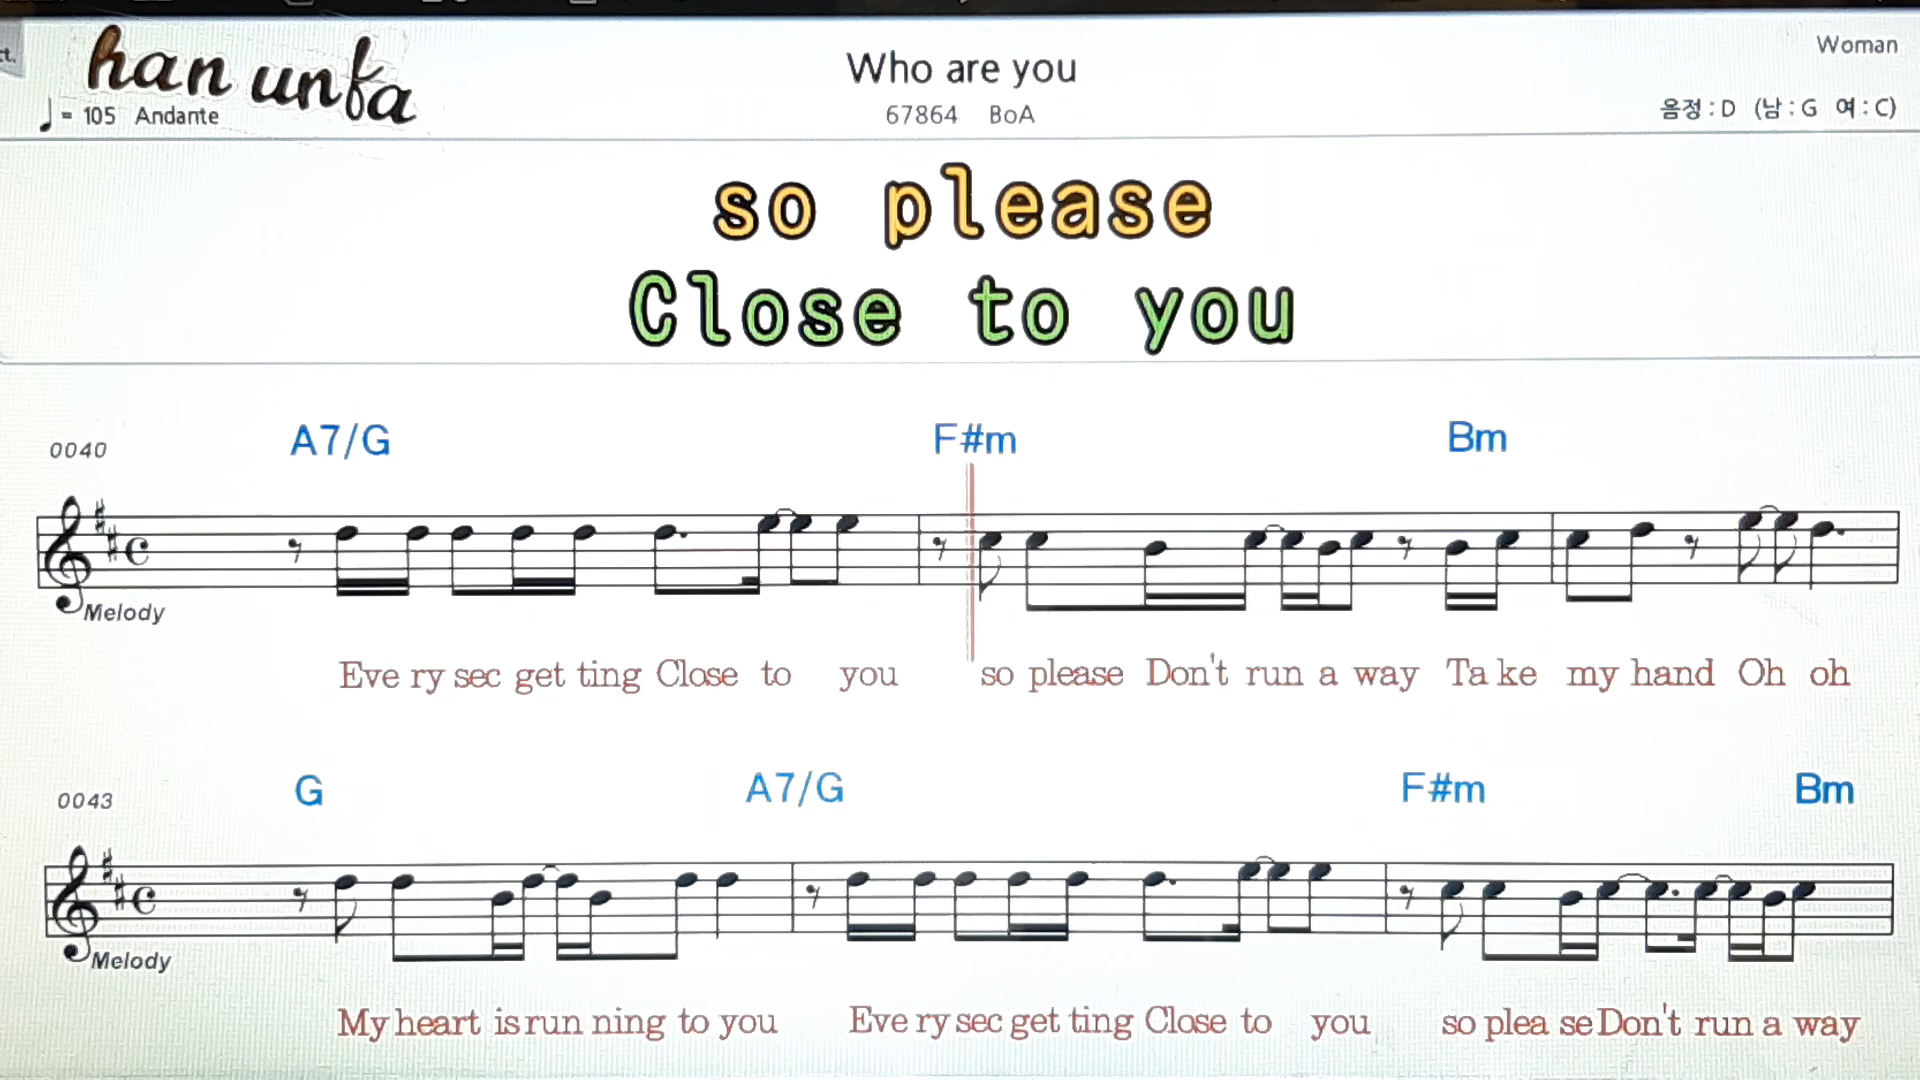 ct.
han unfa
Who are you
Woman
♩= 105 Andante
67864 BoA
음정 : D (남 : G 여 : C)
so please
Close to you
0040 A7/G F#m Bm
Melody
Eve ry sec get ting Close to you so please Don't run a way Ta ke my hand Oh oh
0043 G A7/G F#m Bm
Melody
My heart is run ning to you Eve ry sec get ting Close to you so plea se Don't run a way